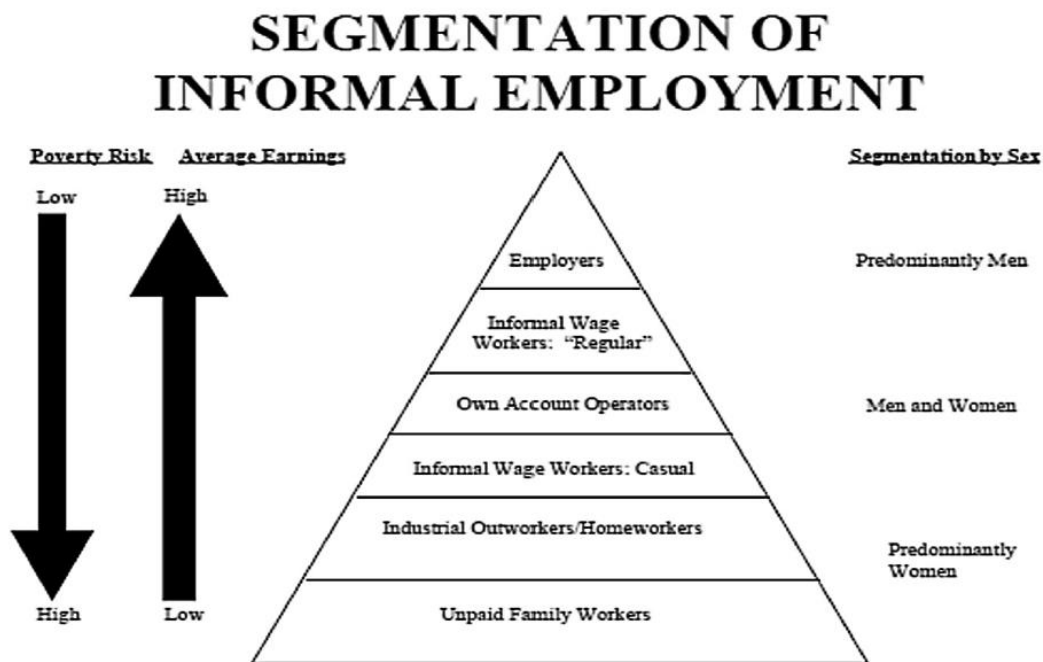 SEGMENTATION OF
INFORMAL EMPLOYMENT
Poverty Risk Average Earnings
Segmentation by Sex
Low
High
Employers
Predominantly Men
Informal Wage
Workers: “Regular”
Own Account Operators
Men and Women
Informal Wage Workers: Casual
Industrial Outworkers/Homeworkers
Predominantly
Women
High
Low
Unpaid Family Workers